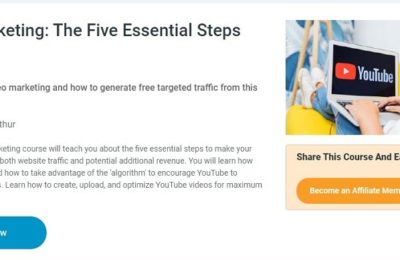 keting: The Five Essential Steps
eo marketing and how to generate free targeted traffic from this
thur
keting course will teach you about the five essential steps to make your
both website traffic and potential additional revenue. You will learn how
d how to take advantage of the 'algorithm' to encourage YouTube to
s. Learn how to create, upload, and optimize YouTube videos for maximum
w
YouTube
Share This Course And Ea
Become an Affiliate Mem